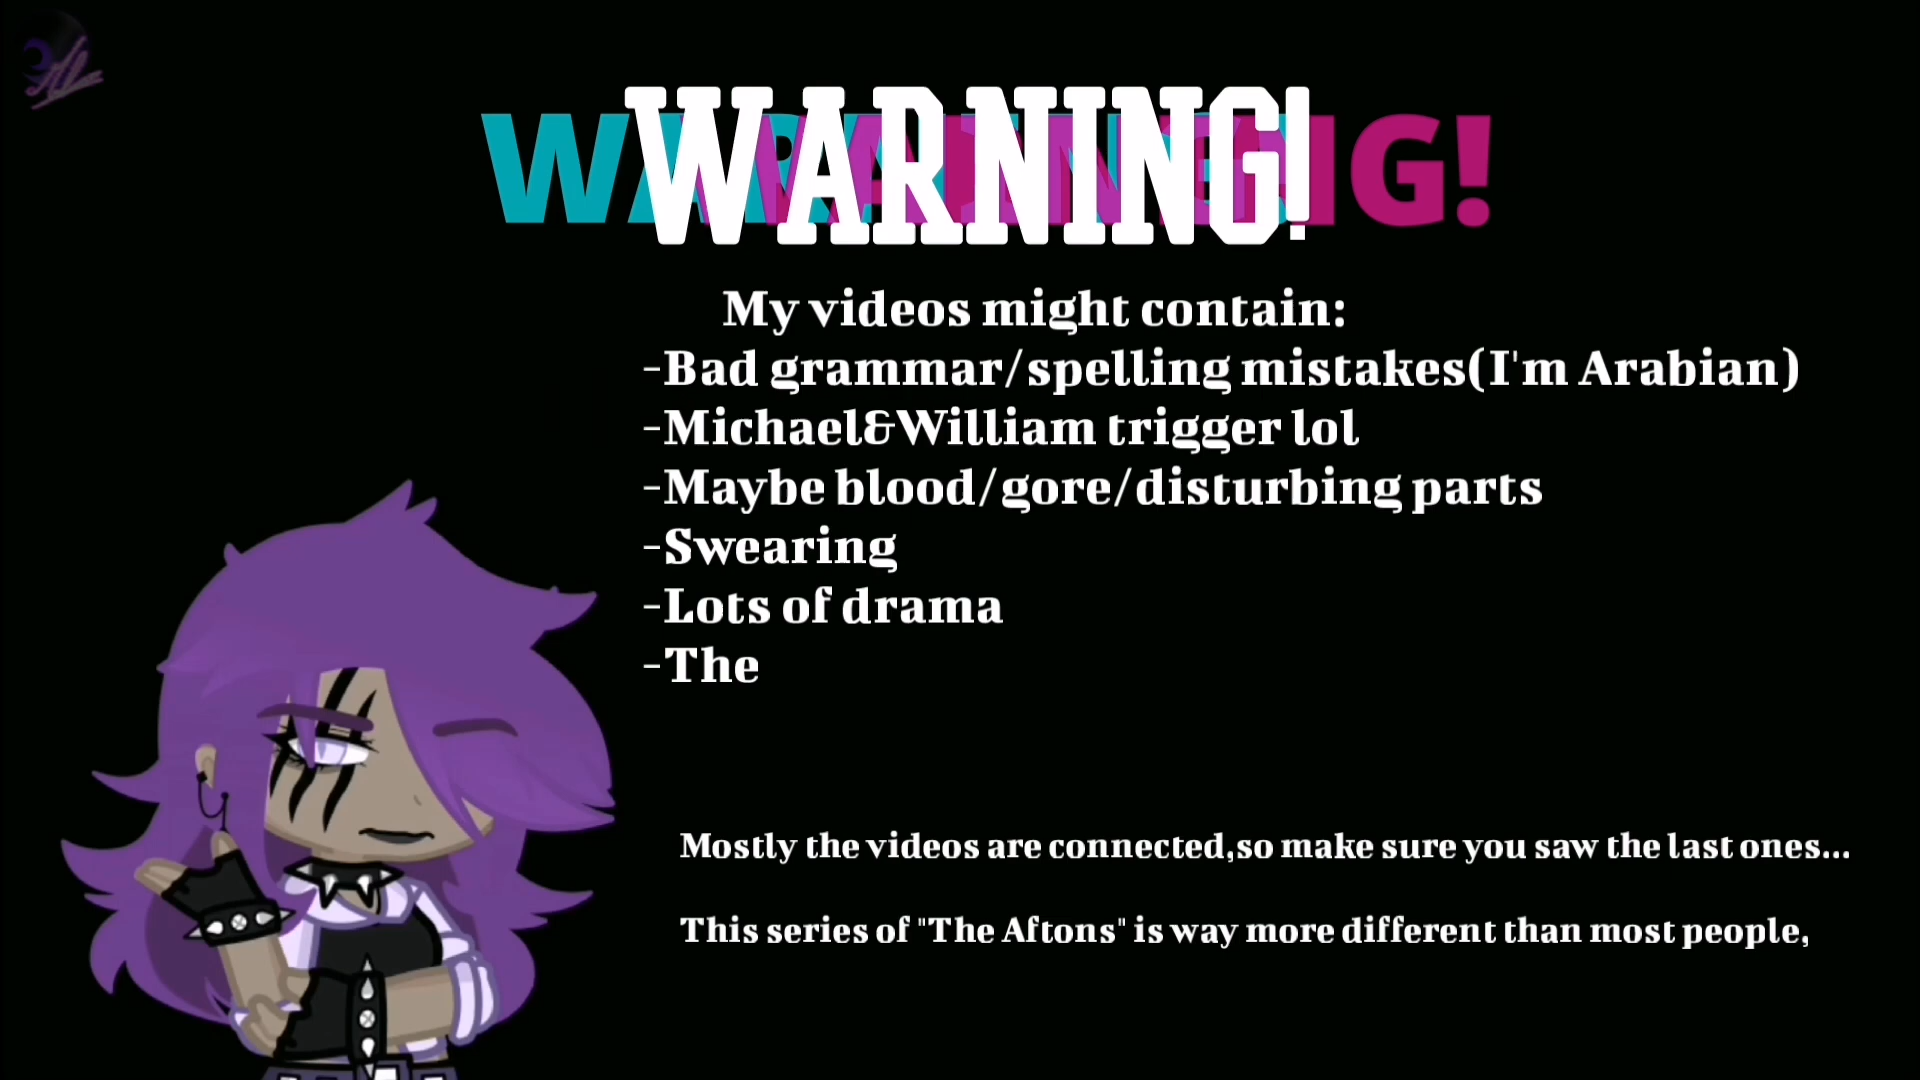 WARNING!
My videos might contain:
-Bad grammar/spelling mistakes(I'm Arabian)
-Michael&William trigger lol
-Maybe blood/gore/disturbing parts
-Swearing
-Lots of drama
-The
Mostly the videos are connected,so make sure you saw the last ones...
This series of "The Aftons" is way more different than most people,